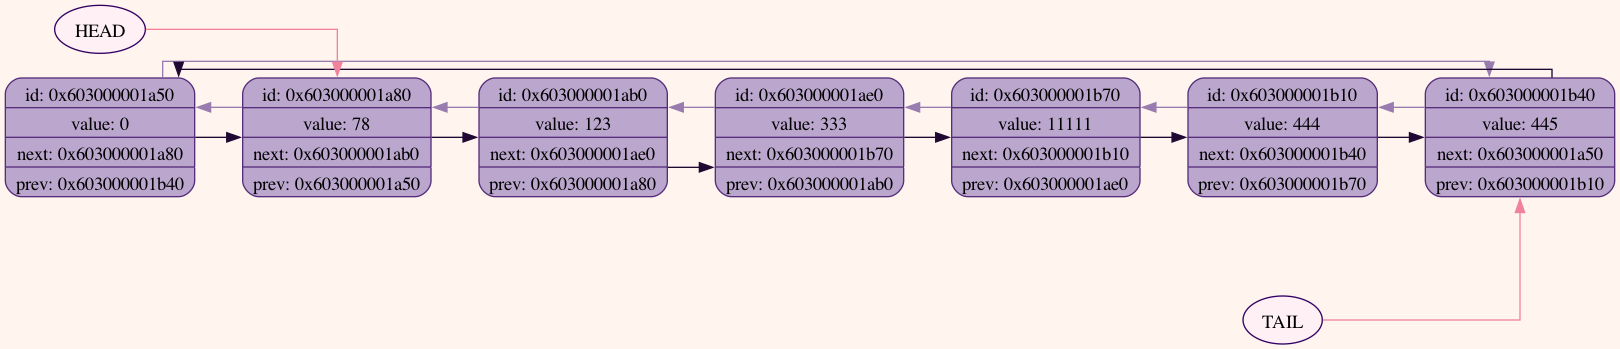 HEAD
id: 0x603000001a50
value: 0
next: 0x603000001a80
prev: 0x603000001b40
id: 0x603000001a80
value: 78
next: 0x603000001ab0
prev: 0x603000001a50
id: 0x603000001ab0
value: 123
next: 0x603000001ae0
prev: 0x603000001a80
id: 0x603000001ae0
value: 333
next: 0x603000001b70
prev: 0x603000001ab0
id: 0x603000001b70
value: 11111
next: 0x603000001b10
prev: 0x603000001ae0
id: 0x603000001b10
value: 444
next: 0x603000001b40
prev: 0x603000001b70
id: 0x603000001b40
value: 445
next: 0x603000001a50
prev: 0x603000001b10
TAIL